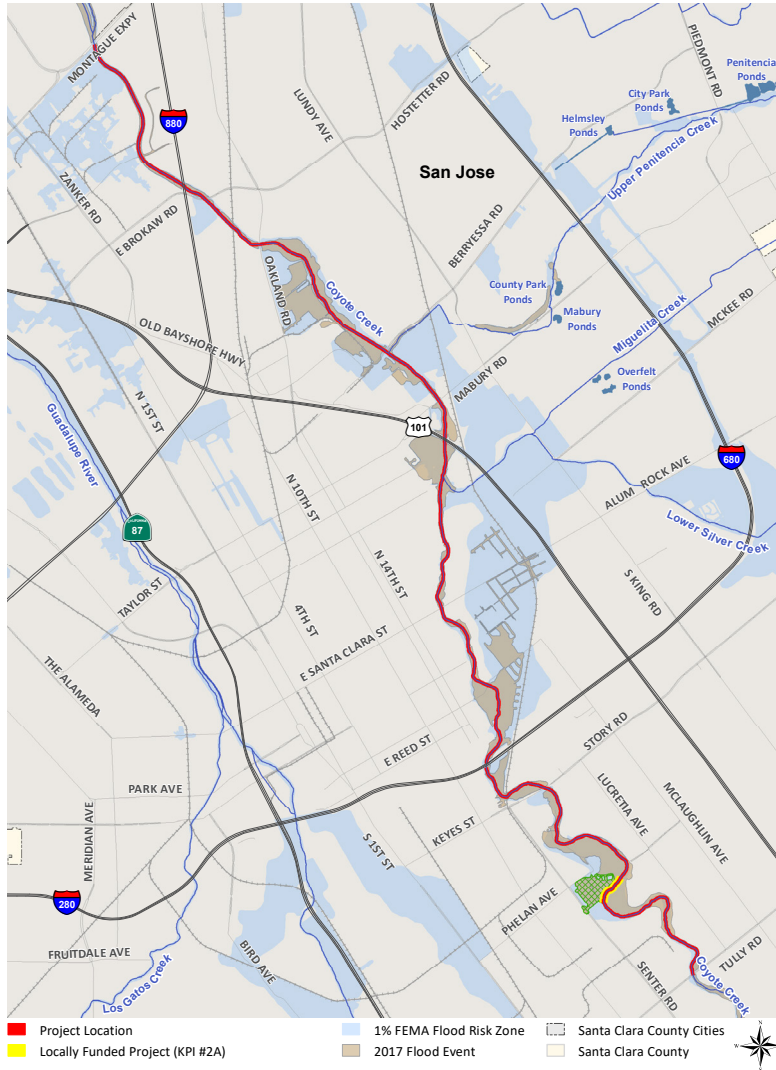 MONTAGUE EXPY
PIEDMONT RD
Penitencia
Ponds
City Park
Ponds
Helmsley
Ponds
880
LUNDY AVE
HOSTETTER RD
Upper Penitencia Creek
San Jose
ZANKER RD
E BROKAW RD
BERRYESSA RD
OAKLAND RD
Coyote Creek
County Park
Ponds
Mabury
Ponds
Miguelita Creek
MCKEE RD
OLD BAYSHORE HWY
MABURY RD
Overfelt
Ponds
N 1ST ST
Guadalupe River
101
680
ALUM ROCK AVE
N 10TH ST
CALIFORNIA
87
Lower Silver Creek
N 14TH ST
TAYLOR ST
4TH ST
S KING RD
E SANTA CLARA ST
THE ALAMEDA
STORY RD
E REED ST
PARK AVE
LUCRETIA AVE
MCLAUGHLIN AVE
MERIDIAN AVE
KEYES ST
S 1ST ST
280
PHELAN AVE
FRUITDALE AVE
BIRD AVE
TULLY RD
SENTER RD
Los Gatos Creek
Coyote Creek
Project Location
1% FEMA Flood Risk Zone
Santa Clara County Cities
Locally Funded Project (KPI #2A)
2017 Flood Event
Santa Clara County
N
W
E
S